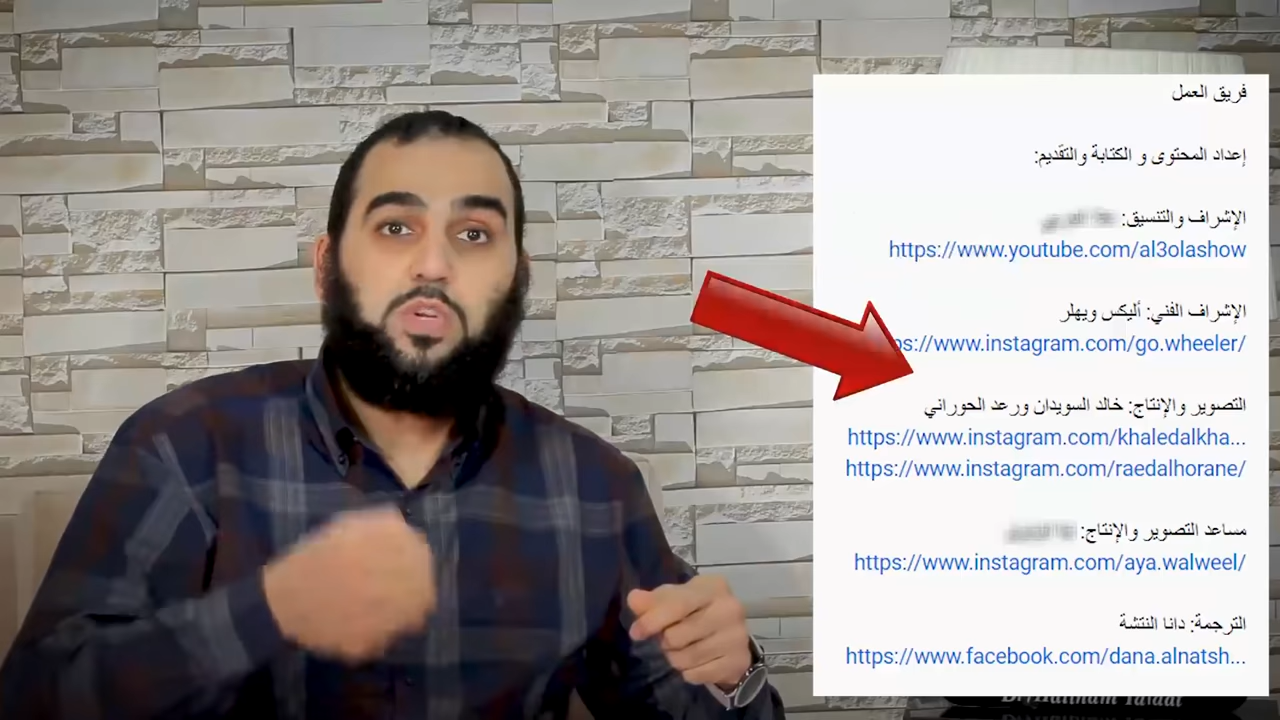 فريق العمل
إعداد المحتوى و الكتابة والتقديم:
الإشراف والتنسيق:
https://www.youtube.com/al3olashow
الإشراف الفني: أليكس ويهلر
ps://www.instagram.com/go.wheeler/
التصوير والإنتاج: خالد السويدان ورعد الحوراني
https://www.instagram.com/khaledalkha...
https://www.instagram.com/raedalhorane/
مساعد التصوير والإنتاج:
https://www.instagram.com/aya.walweel/
الترجمة: دانا النتشة
https://www.facebook.com/dana.alnatsh...